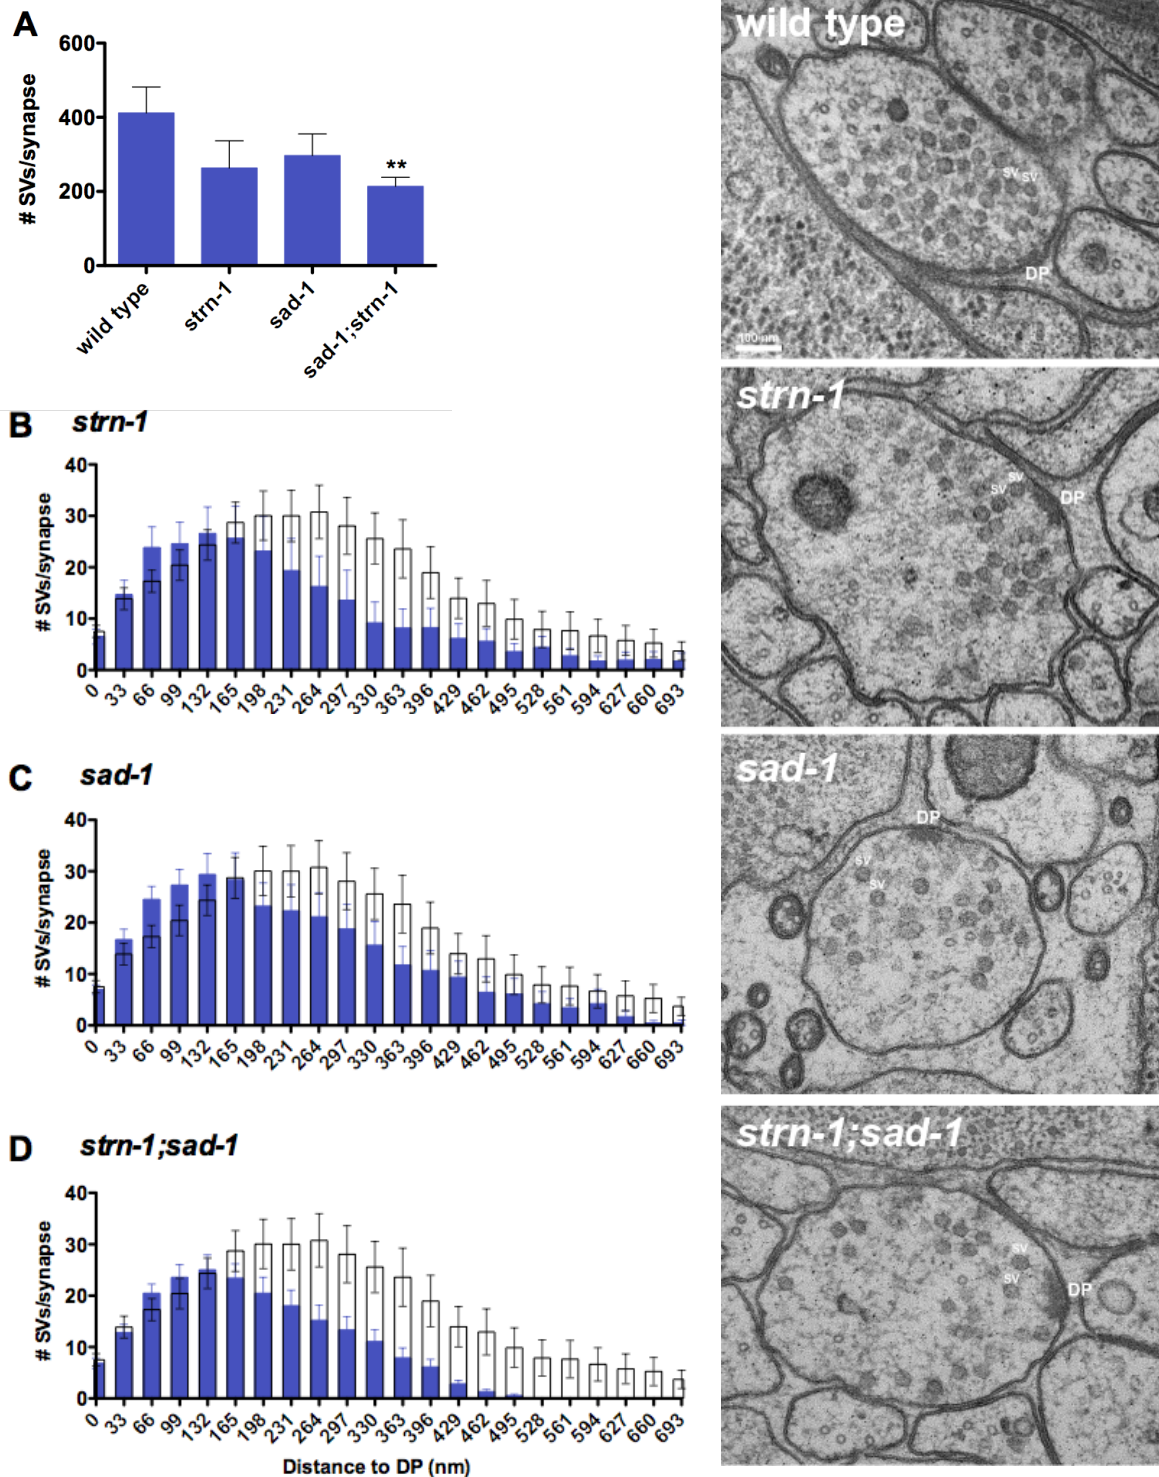 A
600
400
200
0
# SVs/synapse
**
wild type
strn-1
sad-1
sad-1;strn-1
B strn-1
40
30
20
10
0
# SVs/synapse
0 33 66 99 132 165 198 231 264 297 330 363 396 429 462 495 528 561 594 627 660 693
C sad-1
40
30
20
10
0
# SVs/synapse
0 33 66 99 132 165 198 231 264 297 330 363 396 429 462 495 528 561 594 627 660 693
D strn-1;sad-1
40
30
20
10
0
# SVs/synapse
0 33 66 99 132 165 198 231 264 297 330 363 396 429 462 495 528 561 594 627 660 693
Distance to DP (nm)
wild type
sv sv
DP
100 nm
strn-1
sv
sv
DP
sad-1
DP
sv
sv
strn-1;sad-1
sv
sv
DP